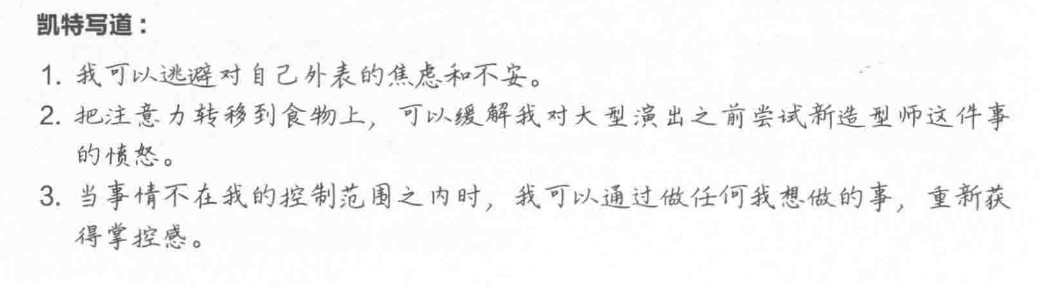 凯特写道：
1. 我可以逃避对自己外表的焦虑和不安。
2. 把注意力转移到食物上，可以缓解我对大型演出之前尝试新造型师这件事
的愤怒。
3. 当事情不在我的控制范围之内时，我可以通过做任何我想做的事，重新获
得掌控感。